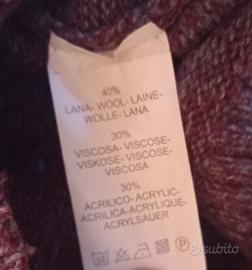 40%
LANA- WOOL- LAINE-
WOLLE- LANA
30%
VISCOSA- VISCOSE-
VISKOSE- VISCOSE-
VISCOSA
30%
ACRILICO- ACRYLIC-
ACRILICA-ACRYLIQUE-
ACRYLSAUER
P
subito